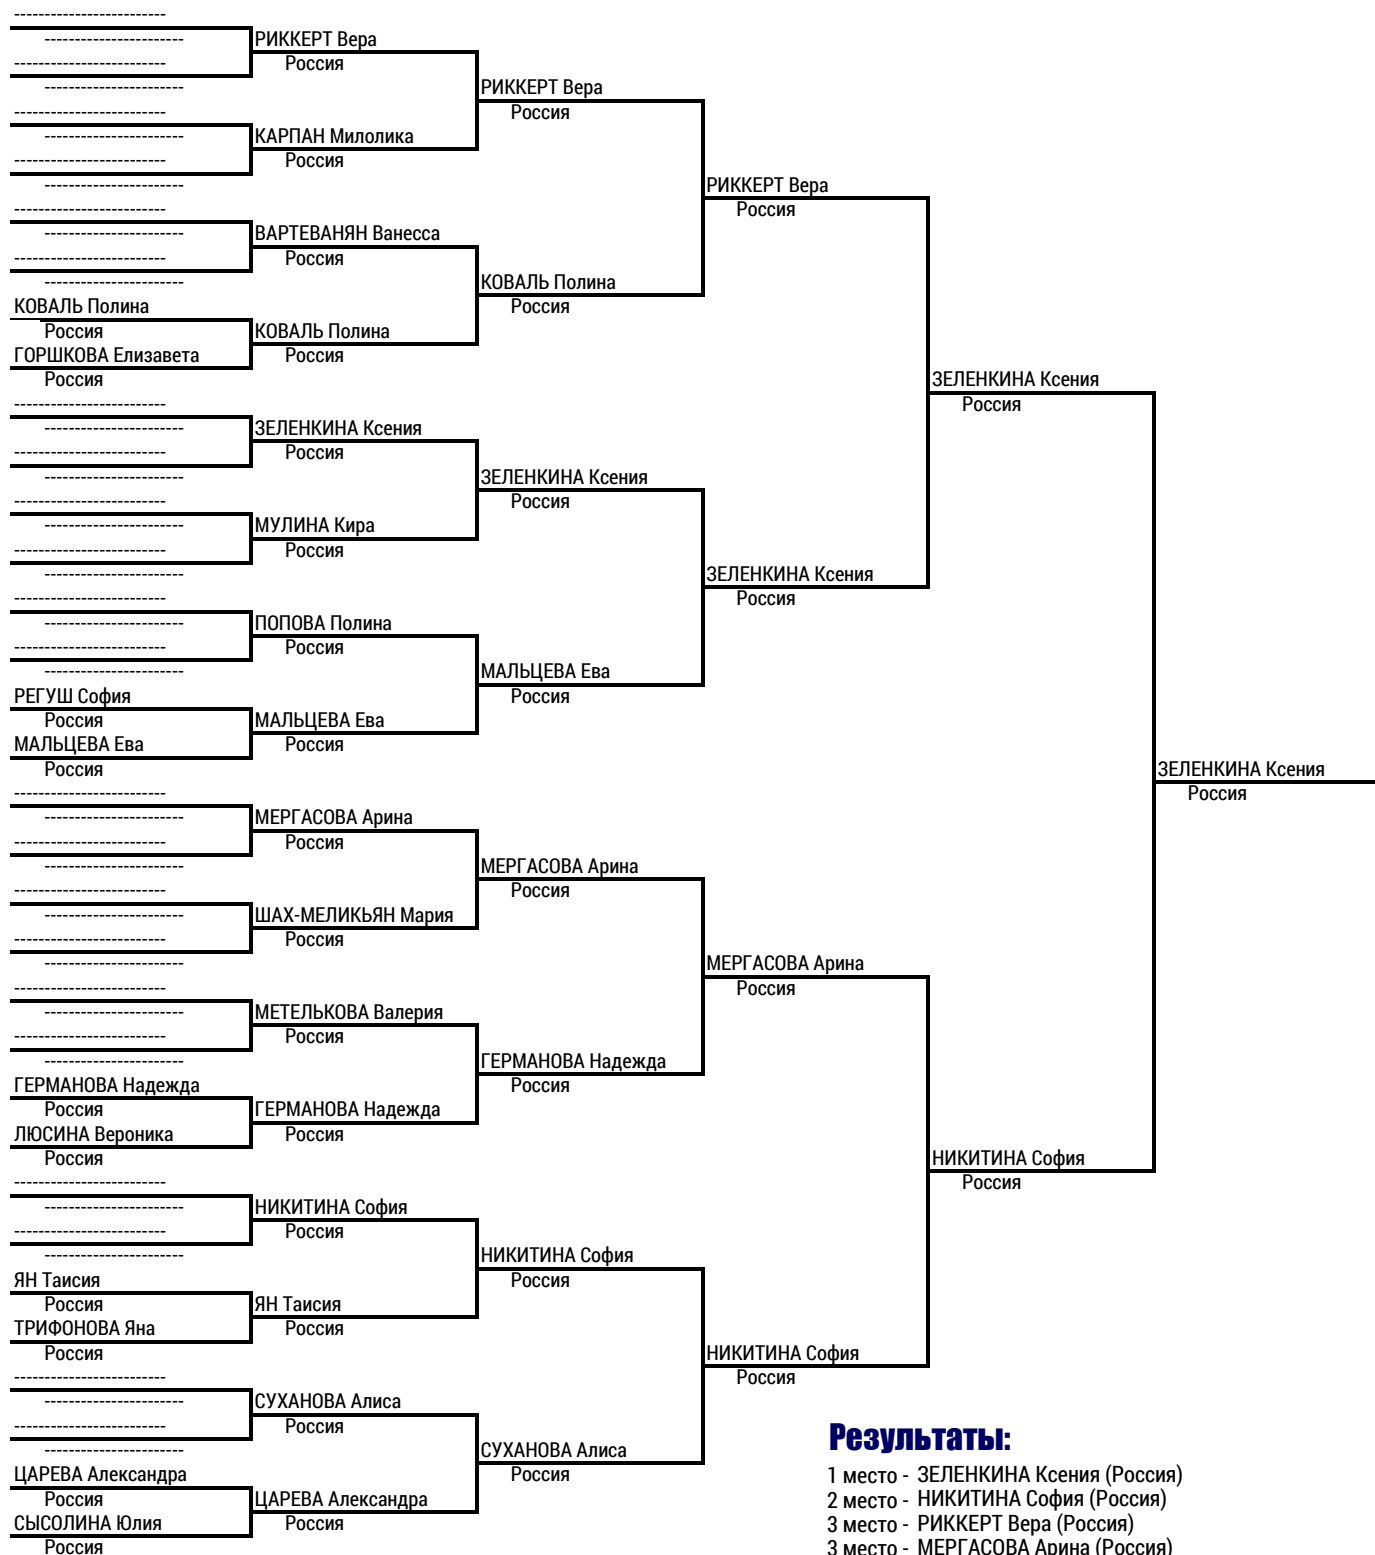 -------------------------
-----------------------
-------------------------
-----------------------
-------------------------
-----------------------
-------------------------
-----------------------
-------------------------
-----------------------
-------------------------
-----------------------
КОВАЛЬ Полина
Россия
ГОРШКОВА Елизавета
Россия
-------------------------
-----------------------
-------------------------
-----------------------
-------------------------
-----------------------
-------------------------
-----------------------
-------------------------
-----------------------
-------------------------
-----------------------
РЕГУШ София
Россия
МАЛЬЦЕВА Ева
Россия
-------------------------
-----------------------
-------------------------
-----------------------
-------------------------
-----------------------
-------------------------
-----------------------
-------------------------
-----------------------
-------------------------
-----------------------
ГЕРМАНОВА Надежда
Россия
ЛЮСИНА Вероника
Россия
-------------------------
-----------------------
-------------------------
-----------------------
ЯН Таисия
Россия
ТРИФОНОВА Яна
Россия
-------------------------
-----------------------
-------------------------
-----------------------
ЦАРЕВА Александра
Россия
СЫСОЛИНА Юлия
Россия
РИККЕРТ Вера
Россия
КАРПАН Милолика
Россия
ВАРТЕВАНЯН Ванесса
Россия
КОВАЛЬ Полина
Россия
ЗЕЛЕНКИНА Ксения
Россия
МУЛИНА Кира
Россия
ПОПОВА Полина
Россия
МАЛЬЦЕВА Ева
Россия
МЕРГАСОВА Арина
Россия
ШАХ-МЕЛИКЬЯН Мария
Россия
МЕТЕЛЬКОВА Валерия
Россия
ГЕРМАНОВА Надежда
Россия
НИКИТИНА София
Россия
ЯН Таисия
Россия
СУХАНОВА Алиса
Россия
ЦАРЕВА Александра
Россия
РИККЕРТ Вера
Россия
КОВАЛЬ Полина
Россия
ЗЕЛЕНКИНА Ксения
Россия
МАЛЬЦЕВА Ева
Россия
МЕРГАСОВА Арина
Россия
ГЕРМАНОВА Надежда
Россия
НИКИТИНА София
Россия
СУХАНОВА Алиса
Россия
РИККЕРТ Вера
Россия
ЗЕЛЕНКИНА Ксения
Россия
МЕРГАСОВА Арина
Россия
НИКИТИНА София
Россия
ЗЕЛЕНКИНА Ксения
Россия
НИКИТИНА София
Россия
ЗЕЛЕНКИНА Ксения
Россия
Результаты:
1 место - ЗЕЛЕНКИНА Ксения (Россия)
2 место - НИКИТИНА София (Россия)
3 место - РИККЕРТ Вера (Россия)
3 место - МЕРГАСОВА Арина (Россия)